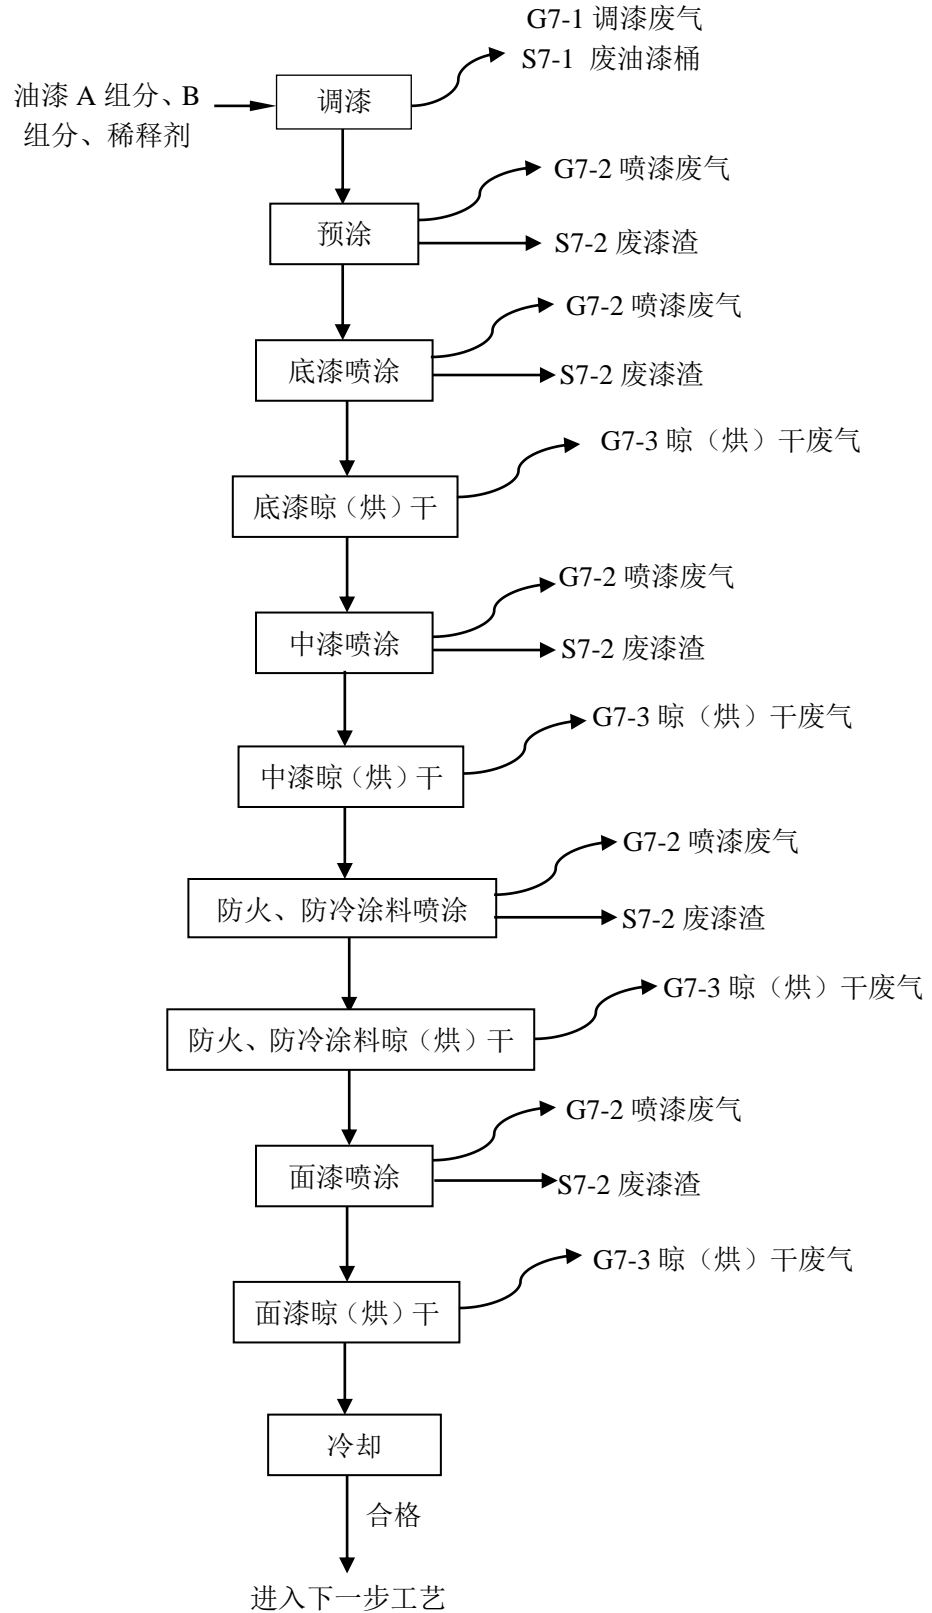 G7-1 调漆废气
S7-1 废油漆桶
油漆 A 组分、B
组分、稀释剂
调漆
G7-2 喷漆废气
预涂
S7-2 废漆渣
G7-2 喷漆废气
底漆喷涂
S7-2 废漆渣
G7-3 晾（烘）干废气
底漆晾（烘）干
G7-2 喷漆废气
中漆喷涂
S7-2 废漆渣
G7-3 晾（烘）干废气
中漆晾（烘）干
G7-2 喷漆废气
防火、防冷涂料喷涂
S7-2 废漆渣
G7-3 晾（烘）干废气
防火、防冷涂料晾（烘）干
G7-2 喷漆废气
面漆喷涂
S7-2 废漆渣
G7-3 晾（烘）干废气
面漆晾（烘）干
冷却
合格
进入下一步工艺